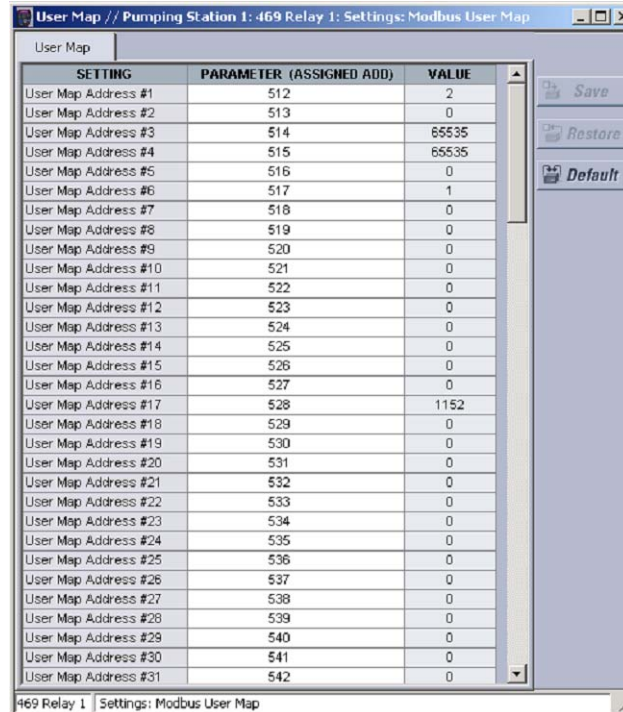 User Map // Pumping Station 1: 469 Relay 1: Settings: Modbus User Map
User Map
SETTING PARAMETER (ASSIGNED ADD) VALUE
User Map Address #1 512 2
User Map Address #2 513 0
User Map Address #3 514 65535
User Map Address #4 515 65535
User Map Address #5 516 0
User Map Address #6 517 1
User Map Address #7 518 0
User Map Address #8 519 0
User Map Address #9 520 0
User Map Address #10 521 0
User Map Address #11 522 0
User Map Address #12 523 0
User Map Address #13 524 0
User Map Address #14 525 0
User Map Address #15 526 0
User Map Address #16 527 0
User Map Address #17 528 1152
User Map Address #18 529 0
User Map Address #19 530 0
User Map Address #20 531 0
User Map Address #21 532 0
User Map Address #22 533 0
User Map Address #23 534 0
User Map Address #24 535 0
User Map Address #25 536 0
User Map Address #26 537 0
User Map Address #27 538 0
User Map Address #28 539 0
User Map Address #29 540 0
User Map Address #30 541 0
User Map Address #31 542 0
Save
Restore
Default
469 Relay 1 Settings: Modbus User Map